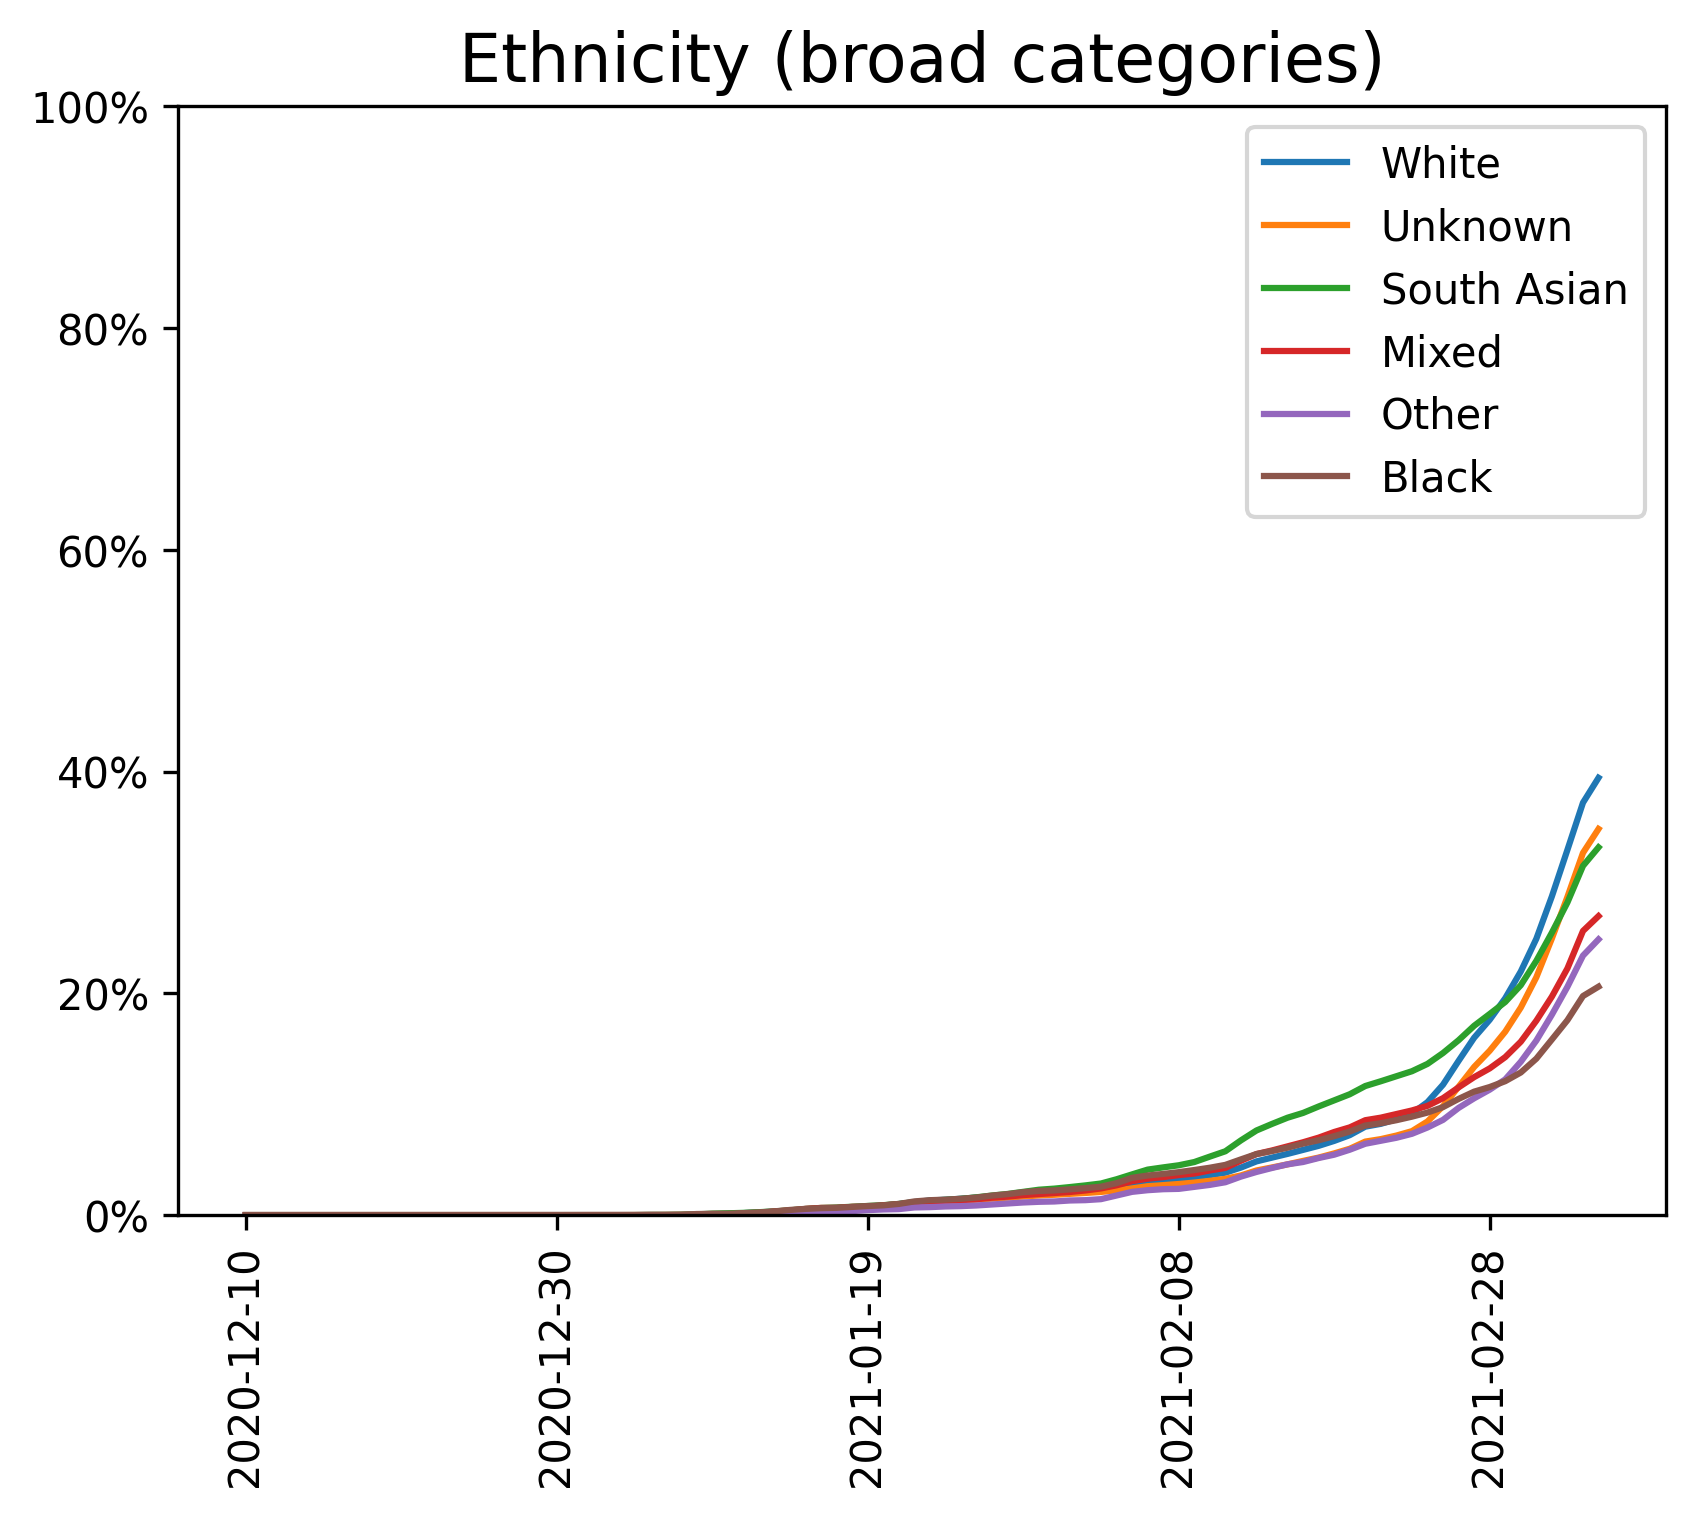 Ethnicity (broad categories)
100%
80%
60%
40%
20%
0%
White
Unknown
South Asian
Mixed
Other
Black
2020-12-10
2020-12-30
2021-01-19
2021-02-08
2021-02-28